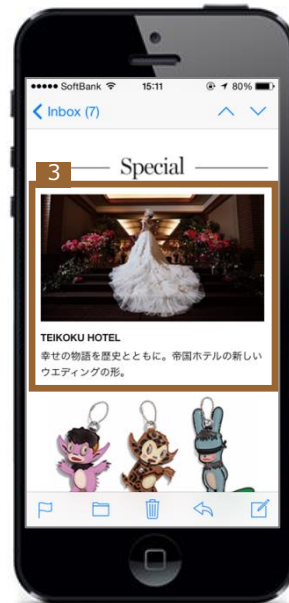 SoftBank 15:11 80%
Inbox (7)
Special
3
TEIKOKU HOTEL
幸せの物語を歴史とともに。帝国ホテルの新しい
ウエディングの形。